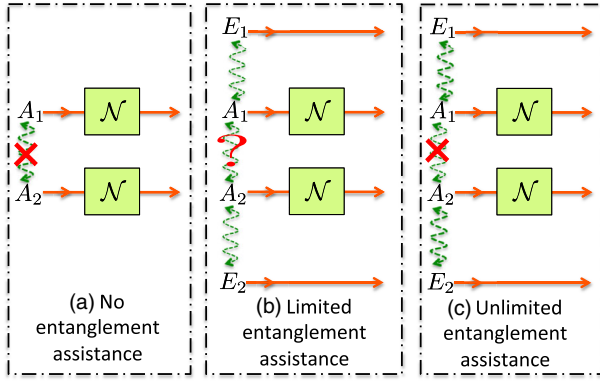 A₁ 𝒩
A₂ 𝒩
(a) No
entanglement
assistance
E₁
A₁ 𝒩
?
A₂ 𝒩
E₂
(b) Limited
entanglement
assistance
E₁
A₁ 𝒩
A₂ 𝒩
E₂
(c) Unlimited
entanglement
assistance